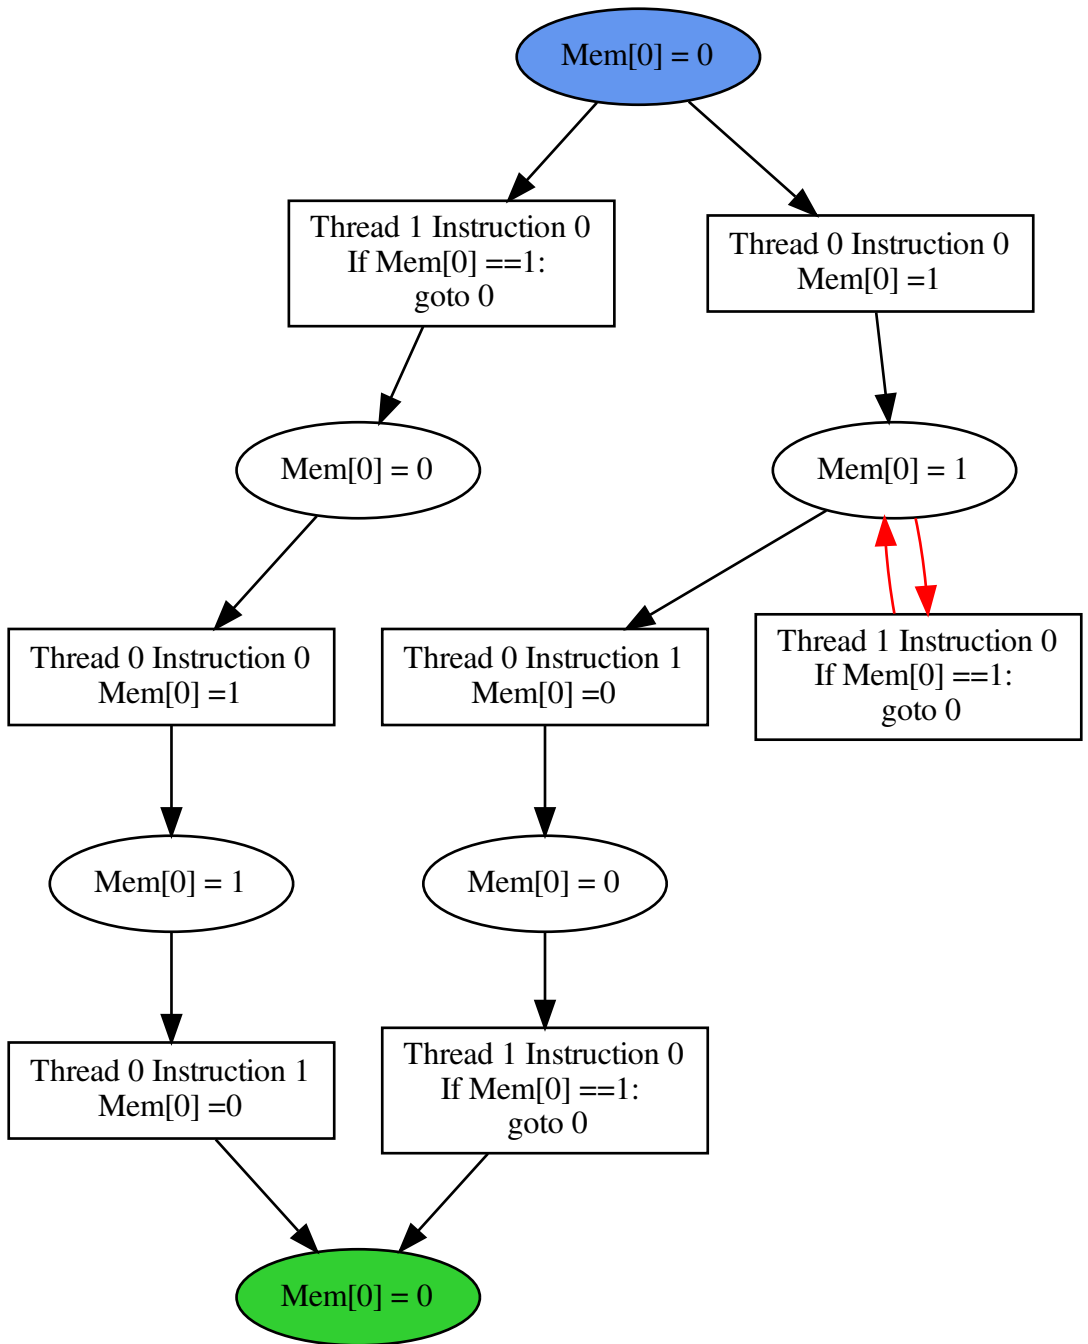 Mem[0] = 0
Thread 1 Instruction 0
If Mem[0] ==1:
goto 0
Thread 0 Instruction 0
Mem[0] =1
Mem[0] = 0
Mem[0] = 1
Thread 0 Instruction 0
Mem[0] =1
Thread 0 Instruction 1
Mem[0] =0
Thread 1 Instruction 0
If Mem[0] ==1:
goto 0
Mem[0] = 1
Mem[0] = 0
Thread 0 Instruction 1
Mem[0] =0
Thread 1 Instruction 0
If Mem[0] ==1:
goto 0
Mem[0] = 0